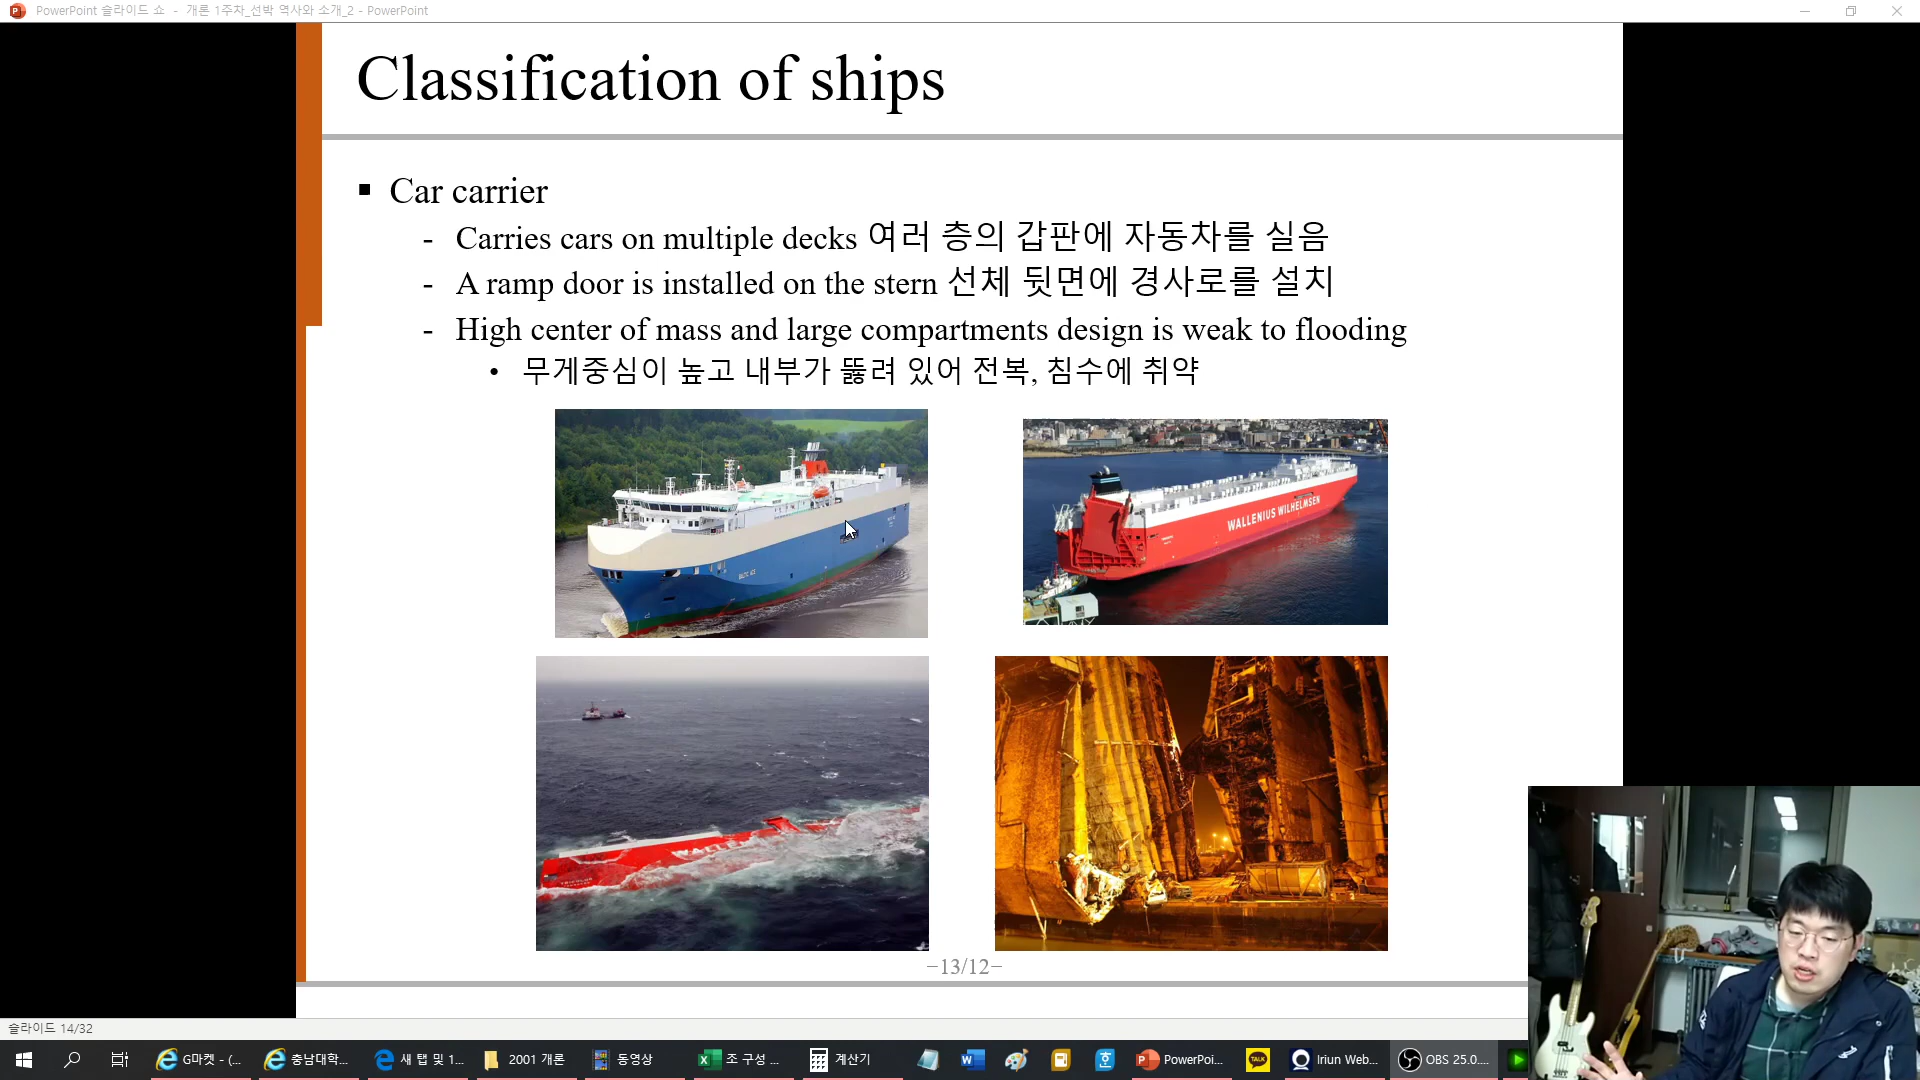 PowerPoint 슬라이드 쇼 - 개론 1주차_선박 역사와 소개_2 - PowerPoint
Classification of ships
▪ Car carrier
- Carries cars on multiple decks 여러 층의 갑판에 자동차를 실음
- A ramp door is installed on the stern 선체 뒷면에 경사로를 설치
- High center of mass and large compartments design is weak to flooding
• 무게중심이 높고 내부가 뚫려 있어 전복, 침수에 취약
BALTIC ACE
WALLENIUS WILHELMSEN
TRICOLOR
−13/12−
슬라이드 14/32
G마켓 - (...
충남대학...
새 탭 및 1...
2001 개론
동영상
조 구성 ...
계산기
PowerPoi...
TALK
Iriun Web...
OBS 25.0....